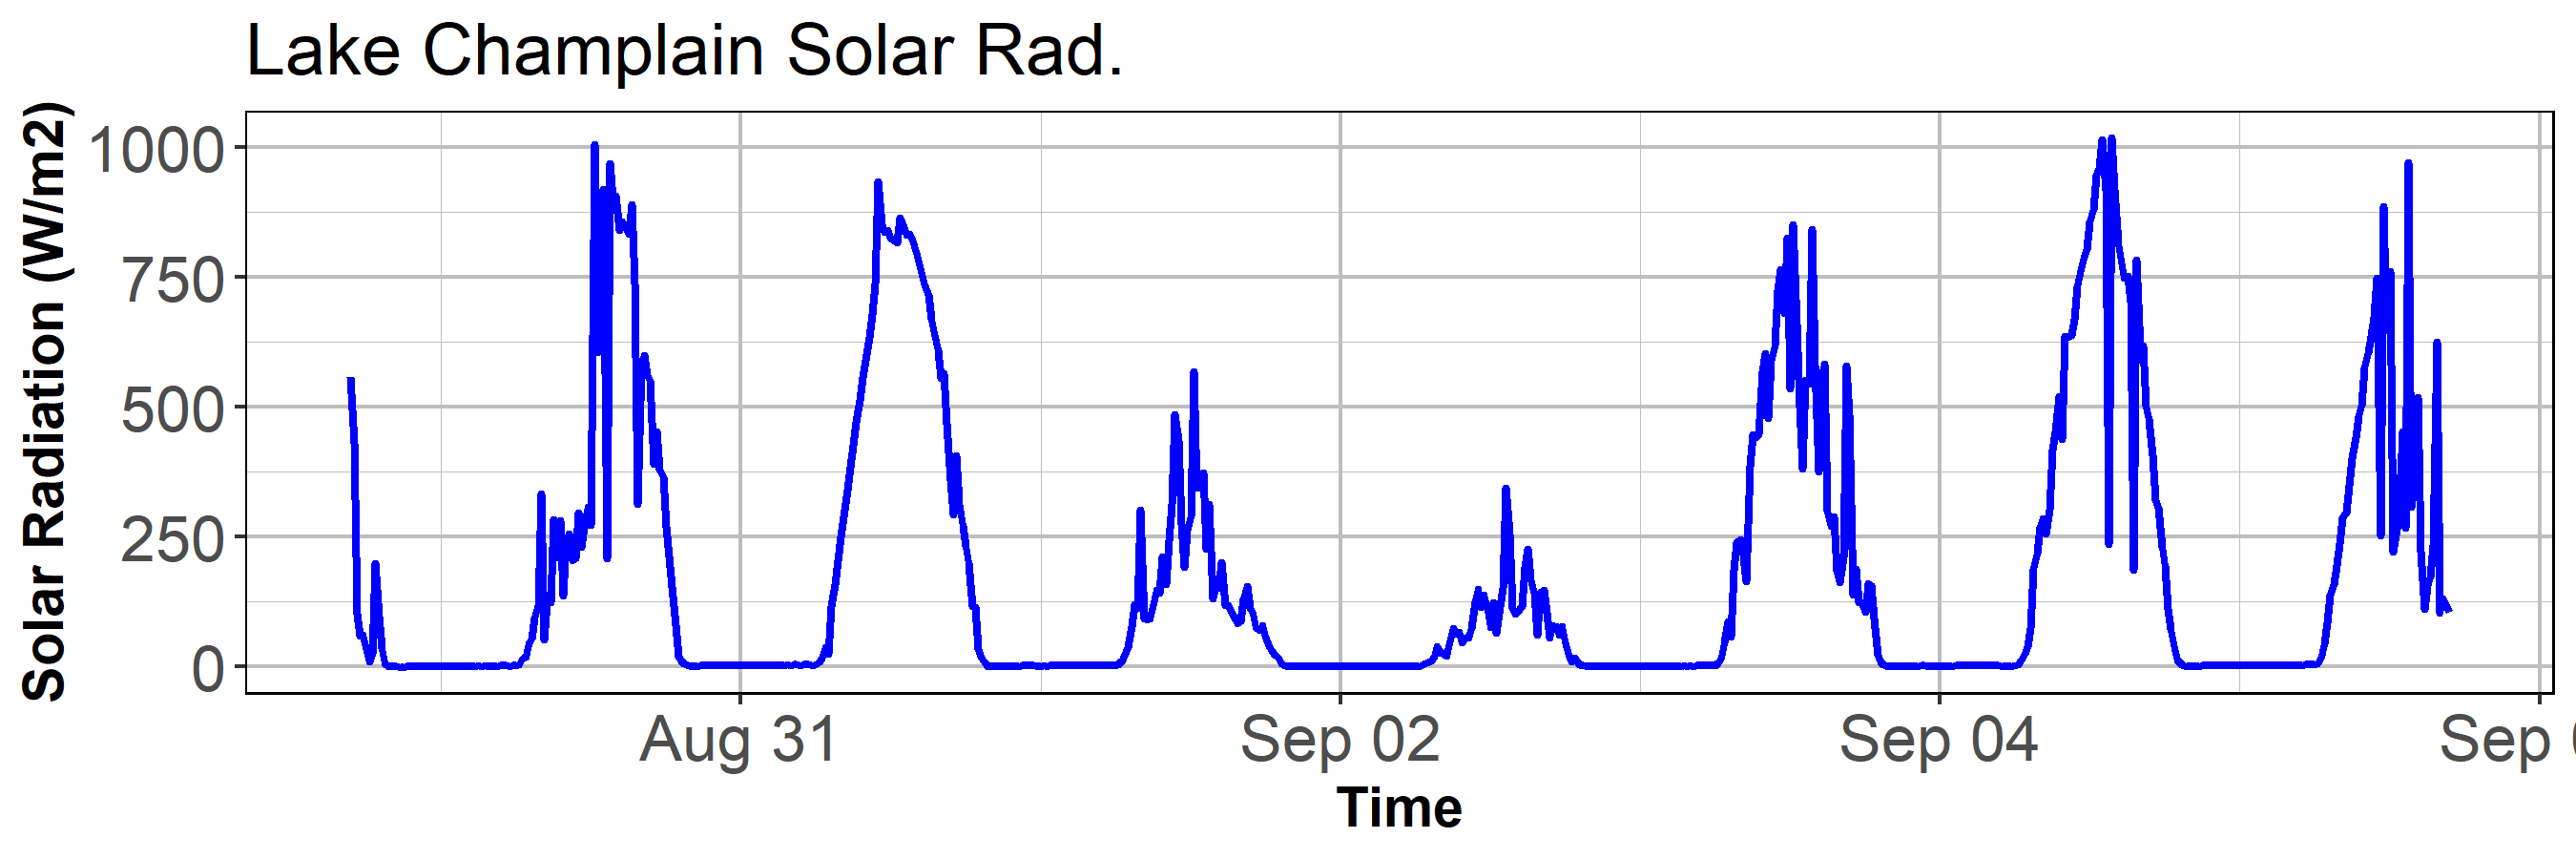 Lake Champlain Solar Rad.
Solar Radiation (W/m2)
1000
750
500
250
0
Aug 31 Sep 02 Sep 04 Sep
Time